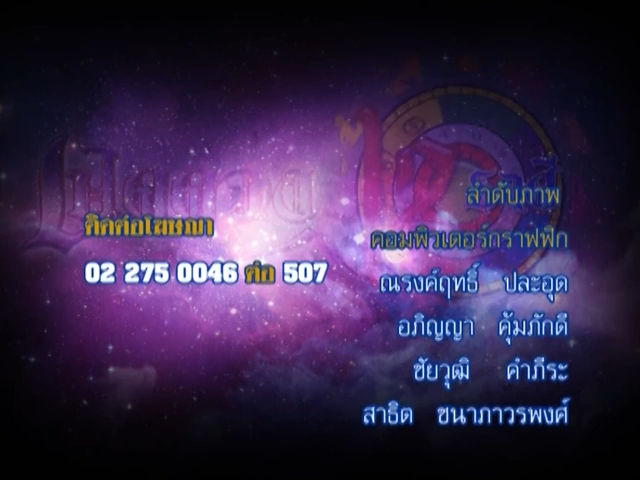 ติดต่อโฆษณา
02 275 0046 ต่อ 507
ลำดับภาพ
คอมพิวเตอร์กราฟฟิก
ณรงค์ฤทธิ์ ปละอุด
อภิญญา คุ้มภักดี
ชัยวุฒิ คำภีระ
สาธิด ชนาภาวรพงศ์